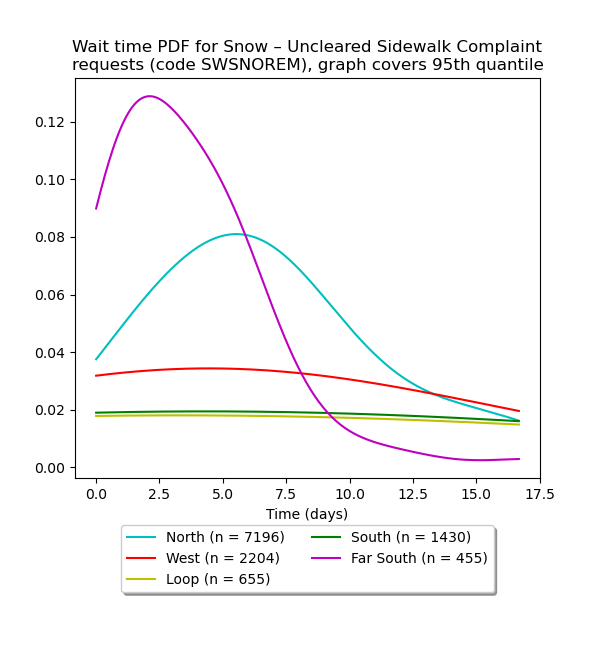 Wait time PDF for Snow – Uncleared Sidewalk Complaint
requests (code SWSNOREM), graph covers 95th quantile
0.12
0.10
0.08
0.06
0.04
0.02
0.00
0.0 2.5 5.0 7.5 10.0 12.5 15.0 17.5
Time (days)
North (n = 7196) South (n = 1430)
West (n = 2204) Far South (n = 455)
Loop (n = 655)